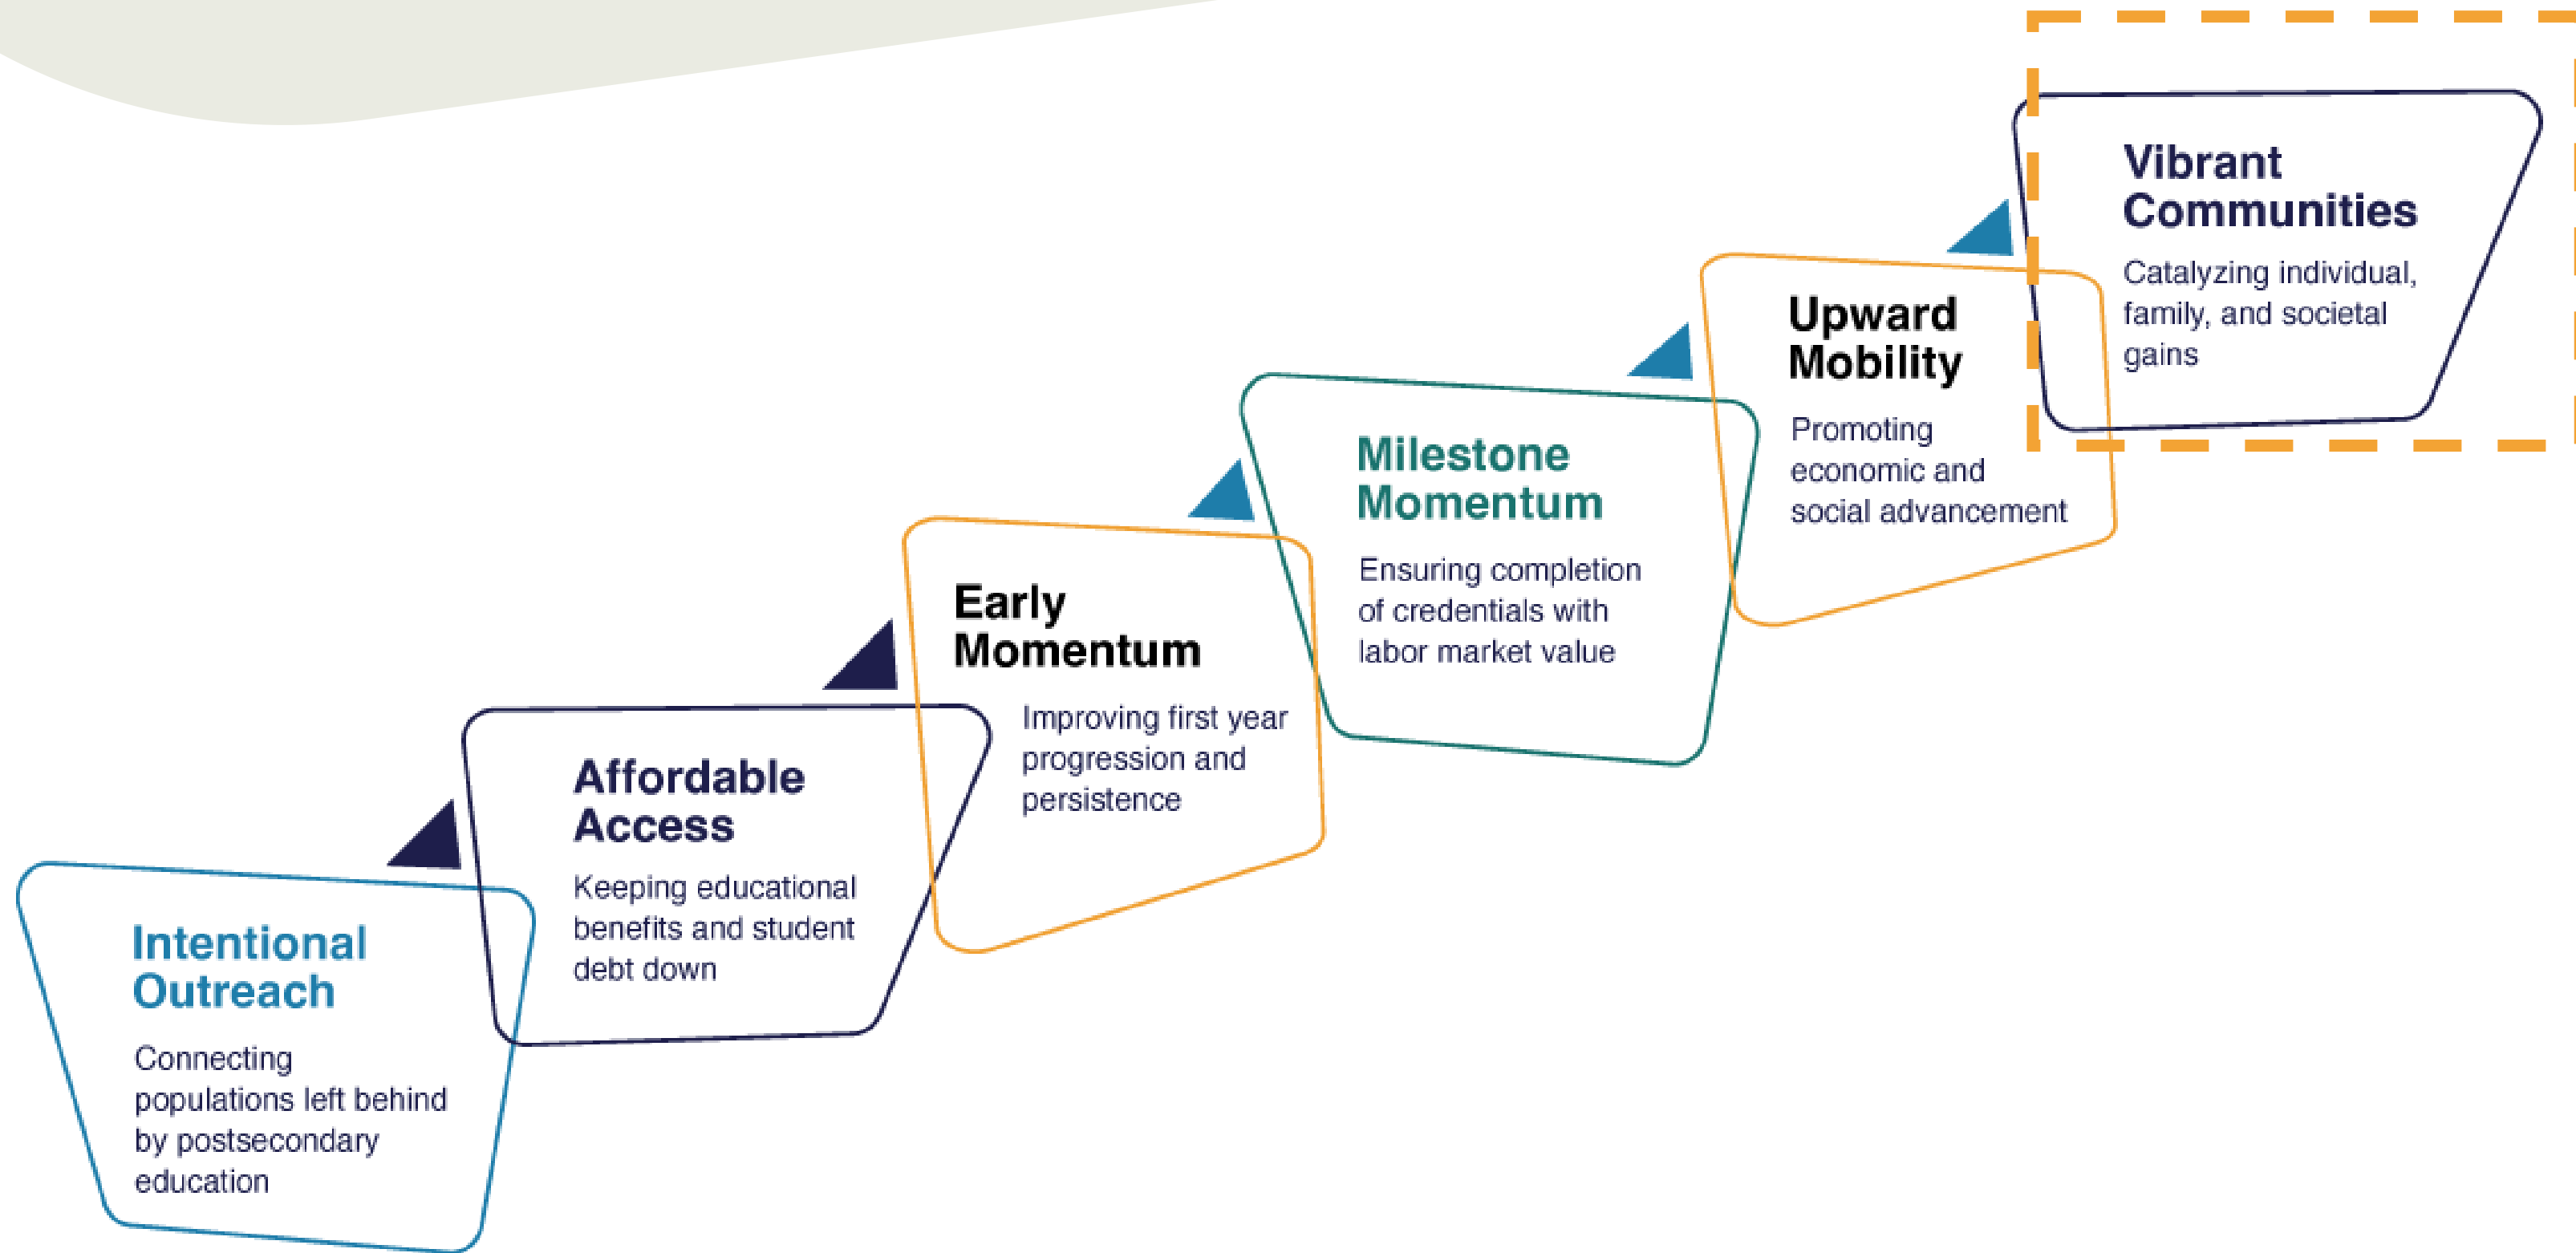 Intentional
Outreach
Connecting
populations left behind
by postsecondary
education
Affordable
Access
Keeping educational
benefits and student
debt down
Early
Momentum
Improving first year
progression and
persistence
Milestone
Momentum
Ensuring completion
of credentials with
labor market value
Upward
Mobility
Promoting
economic and
social advancement
Vibrant
Communities
Catalyzing individual,
family, and societal
gains